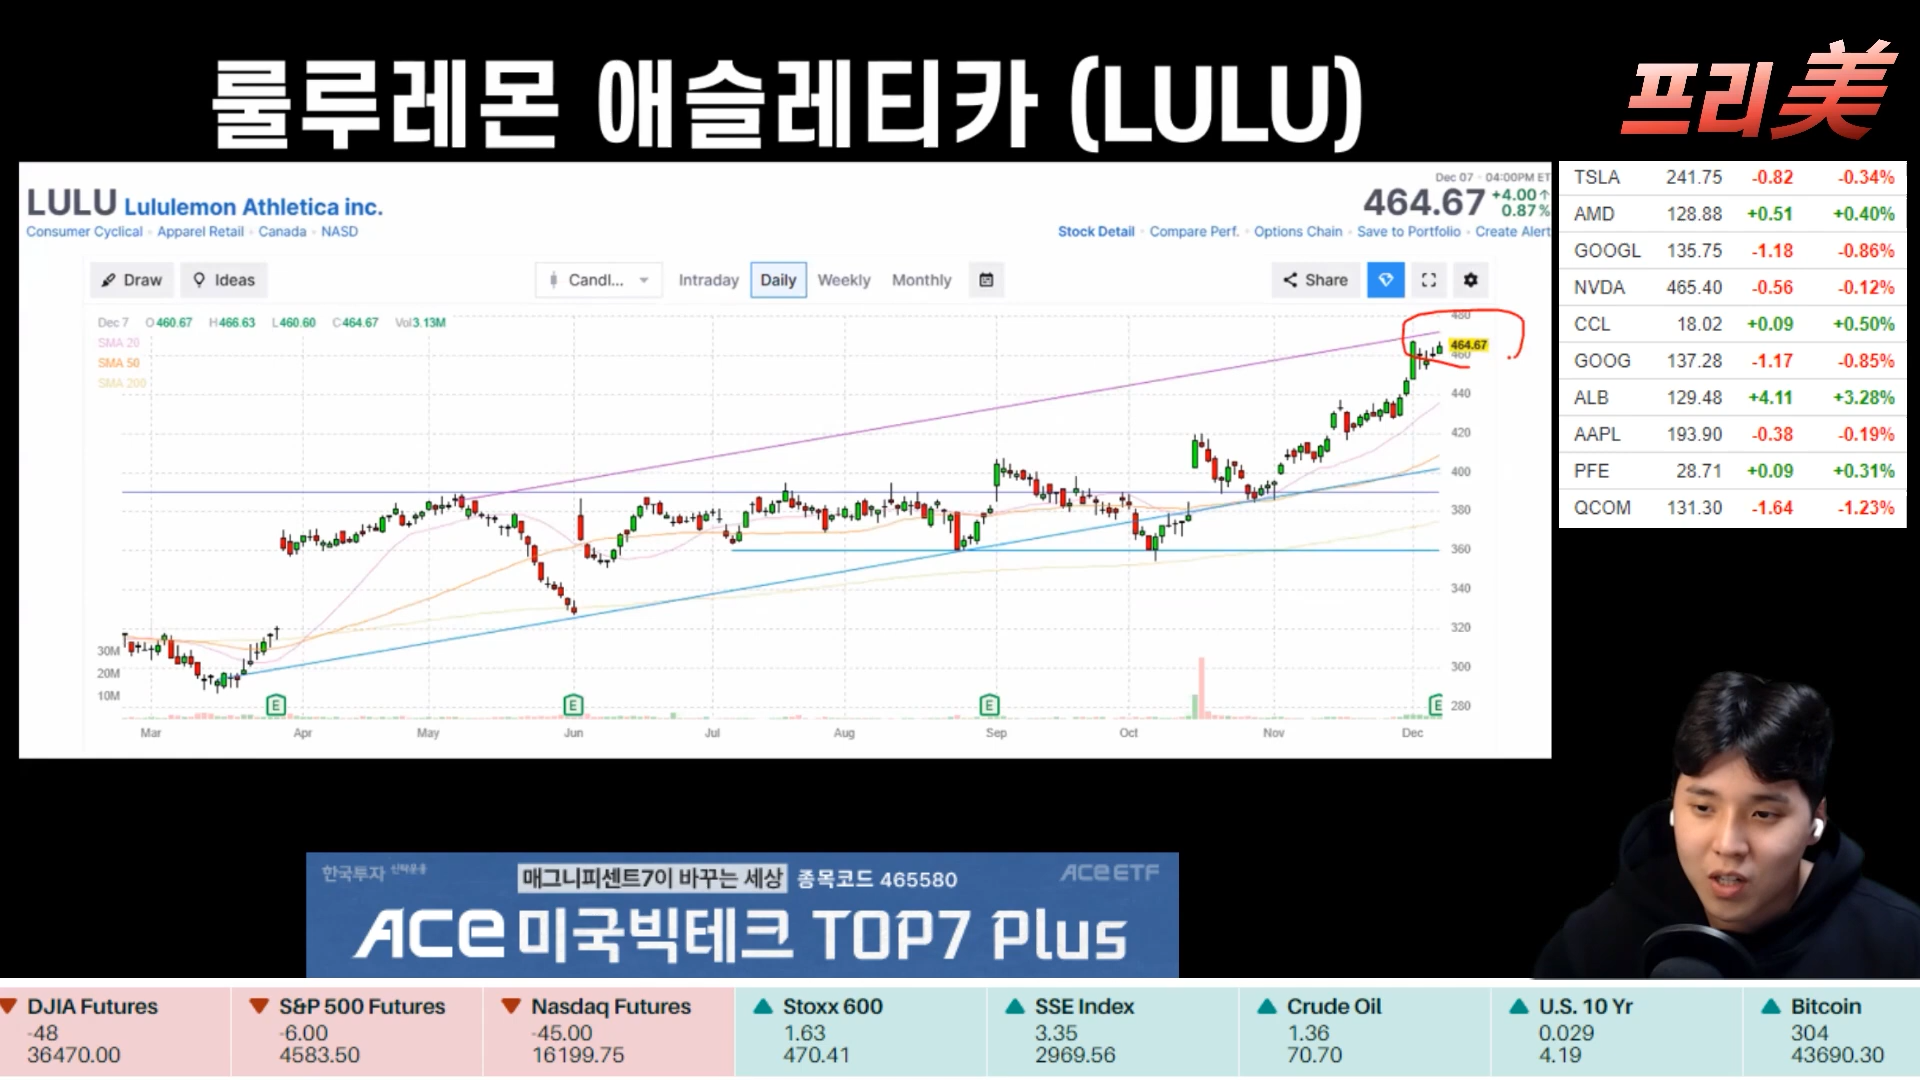 룰루레몬 애슬레티카 (LULU)
프리美
LULU Lululemon Athletica inc.
Consumer Cyclical · Apparel Retail · Canada · NASD
Dec 07 · 04:00PM ET
464.67 +4.00↑
0.87%
Stock Detail · Compare Perf. · Options Chain · Save to Portfolio · Create Alert
Draw Ideas
Candl... Intraday Daily Weekly Monthly
Share
Dec 7 O460.67 H466.63 L460.60 C464.67 Vol3.13M
SMA 20
SMA 50
SMA 200
480
464.67
460
440
420
400
380
360
340
320
300
280
30M
20M
10M
E E E E
Mar Apr May Jun Jul Aug Sep Oct Nov Dec
TSLA 241.75 -0.82 -0.34%
AMD 128.88 +0.51 +0.40%
GOOGL 135.75 -1.18 -0.86%
NVDA 465.40 -0.56 -0.12%
CCL 18.02 +0.09 +0.50%
GOOG 137.28 -1.17 -0.85%
ALB 129.48 +4.11 +3.28%
AAPL 193.90 -0.38 -0.19%
PFE 28.71 +0.09 +0.31%
QCOM 131.30 -1.64 -1.23%
한국투자 신탁운용
매그니피센트7이 바꾸는 세상 종목코드 465580
ACE ETF
ACE 미국빅테크 TOP7 Plus
DJIA Futures
-48
36470.00
S&P 500 Futures
-6.00
4583.50
Nasdaq Futures
-45.00
16199.75
Stoxx 600
1.63
470.41
SSE Index
3.35
2969.56
Crude Oil
1.36
70.70
U.S. 10 Yr
0.029
4.19
Bitcoin
304
43690.30